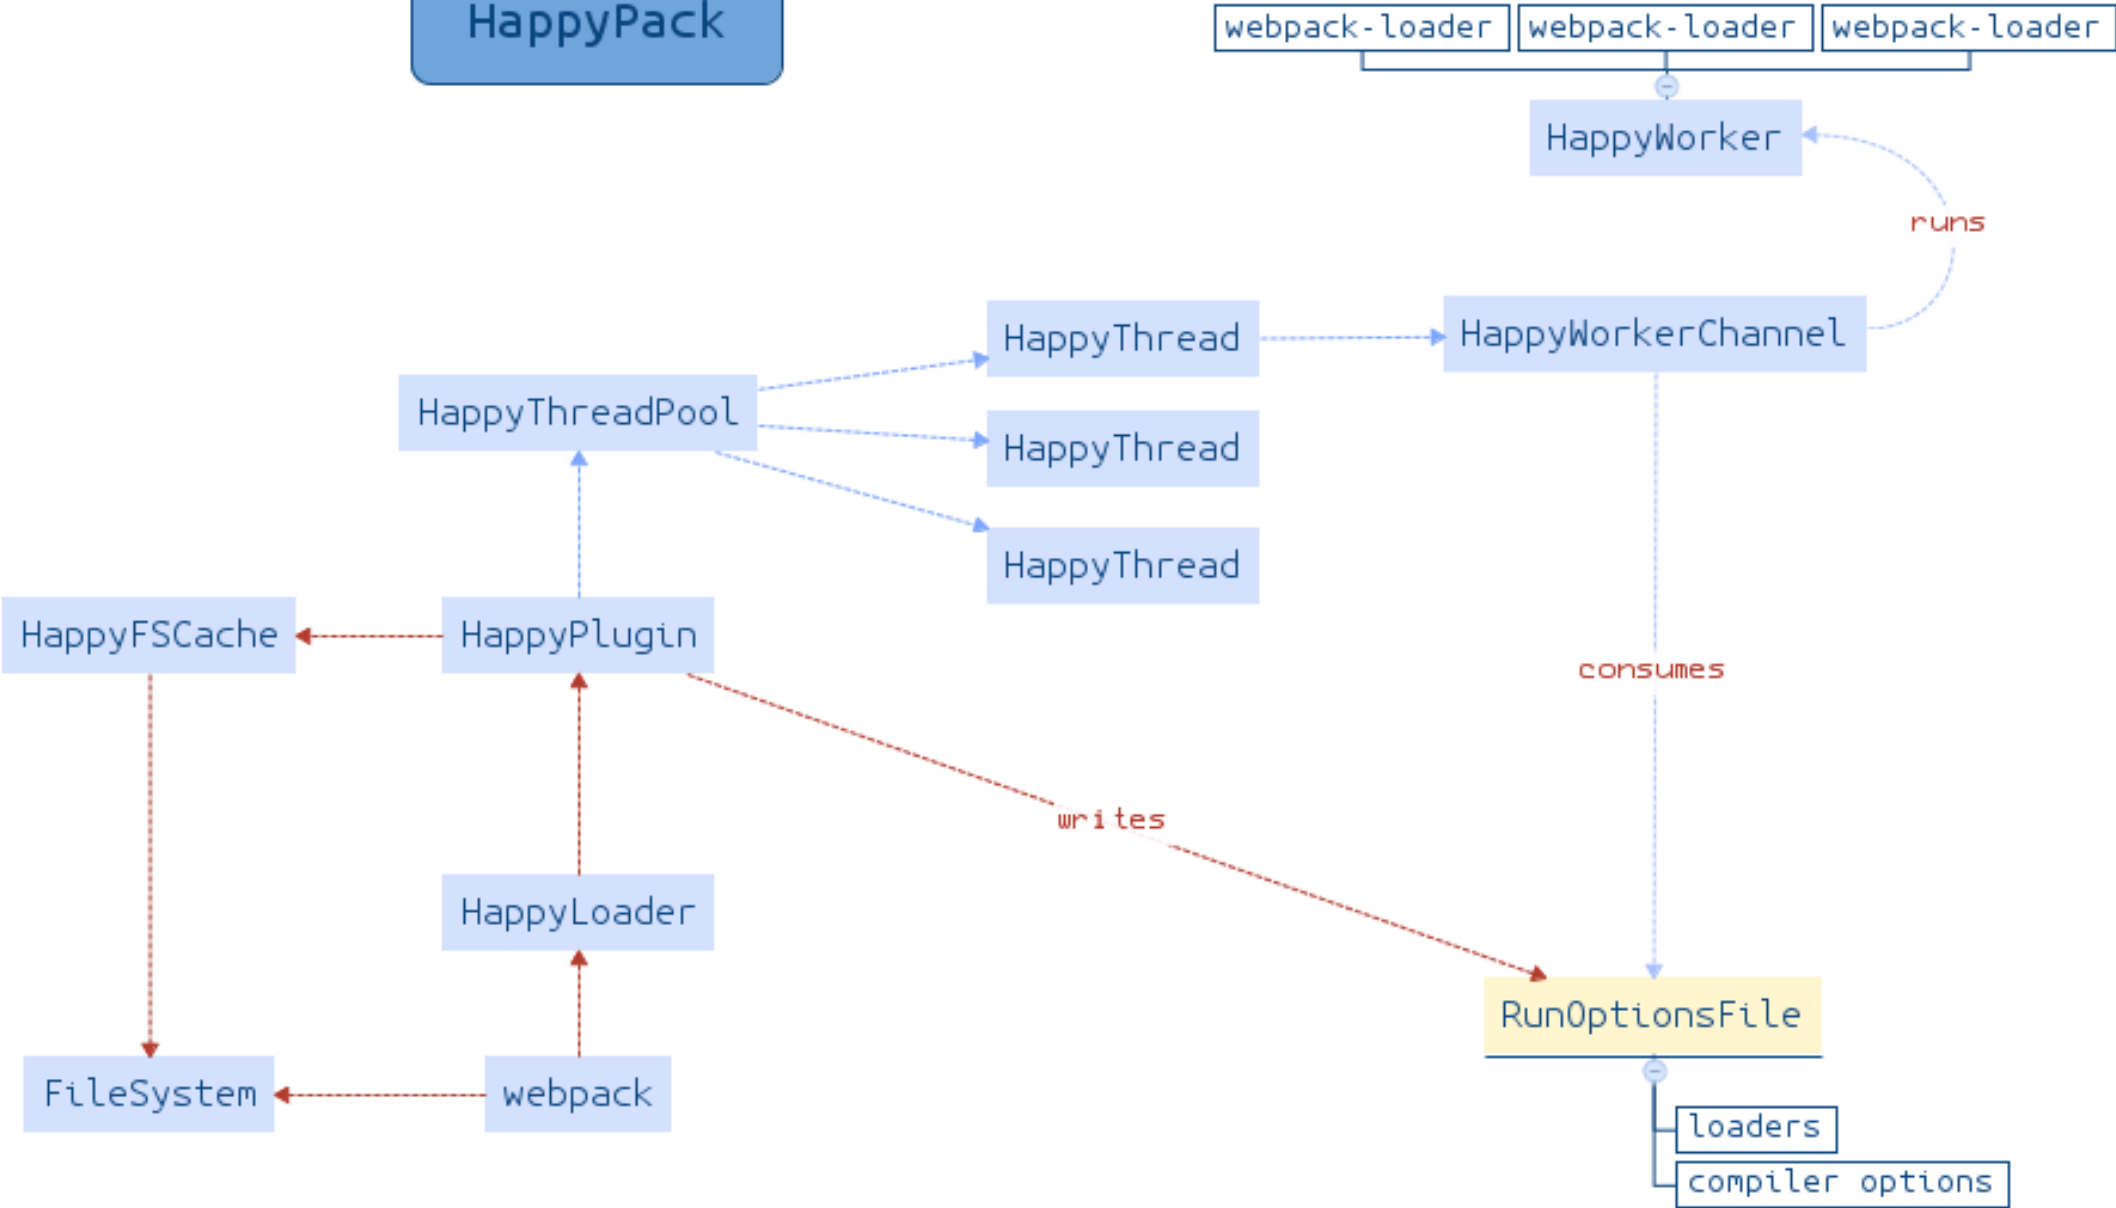 HappyPack
webpack-loader
webpack-loader
webpack-loader
HappyWorker
runs
HappyThread
HappyWorkerChannel
HappyThreadPool
HappyThread
HappyThread
HappyFSCache
HappyPlugin
consumes
writes
HappyLoader
RunOptionsFile
FileSystem
webpack
loaders
compiler options